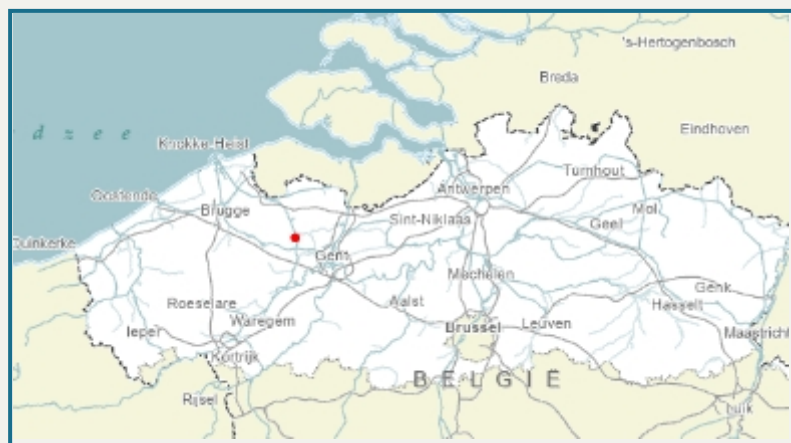 's-Hertogenbosch
Breda
Eindhoven
d z e e
Knokke-Heist
Turnhout
Antwerpen
Oostende
Brugge
Mol
Sint-Niklaas
Geel
Duinkerke
Gent
Mechelen
Genk
Roeselare
Aalst
Hasselt
Waregem
Ieper
Brussel
Leuven
Maastricht
Kortrijk
BELGIË
Rijsel
Luik